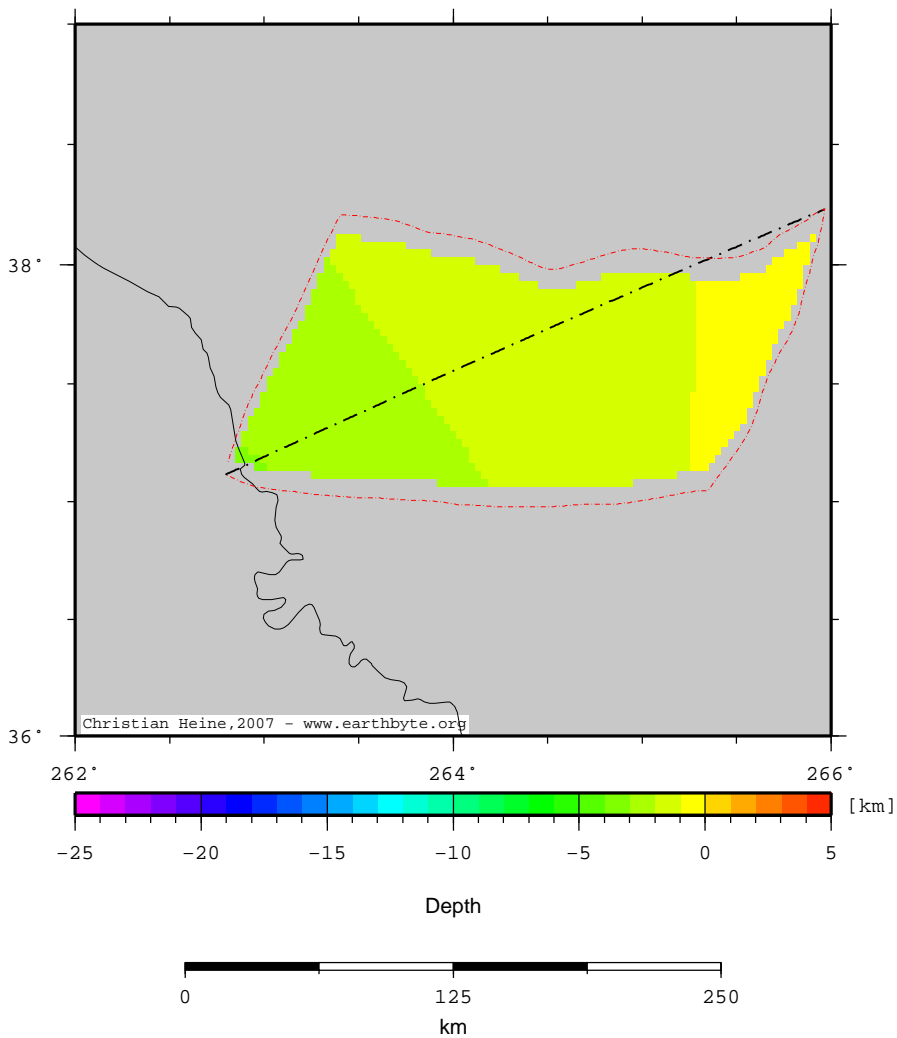 38°
36°
Christian Heine,2007 - www.earthbyte.org
262° 264° 266°
[km]
-25 -20 -15 -10 -5 0 5
Depth
0 125 250
km